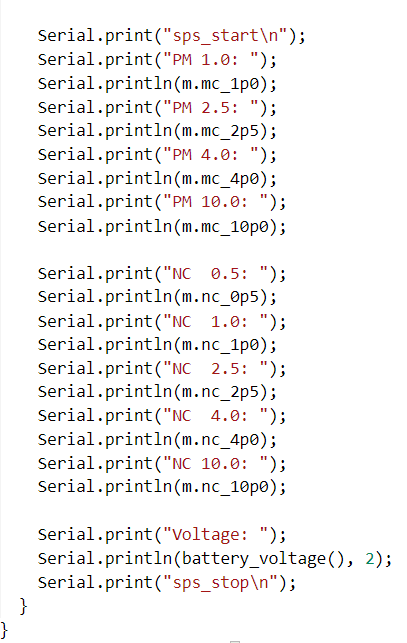 Serial.print("sps_start\n");
Serial.print("PM 1.0: ");
Serial.println(m.mc_1p0);
Serial.print("PM 2.5: ");
Serial.println(m.mc_2p5);
Serial.print("PM 4.0: ");
Serial.println(m.mc_4p0);
Serial.print("PM 10.0: ");
Serial.println(m.mc_10p0);

Serial.print("NC  0.5: ");
Serial.println(m.nc_0p5);
Serial.print("NC  1.0: ");
Serial.println(m.nc_1p0);
Serial.print("NC  2.5: ");
Serial.println(m.nc_2p5);
Serial.print("NC  4.0: ");
Serial.println(m.nc_4p0);
Serial.print("NC 10.0: ");
Serial.println(m.nc_10p0);

Serial.print("Voltage: ");
Serial.println(battery_voltage(), 2);
Serial.print("sps_stop\n");
}
}